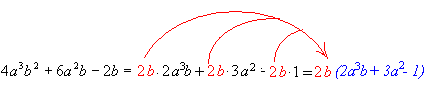 4a³b² + 6a²b − 2b = 2b · 2a³b + 2b · 3a² - 2b · 1 = 2b (2a³b + 3a² - 1)